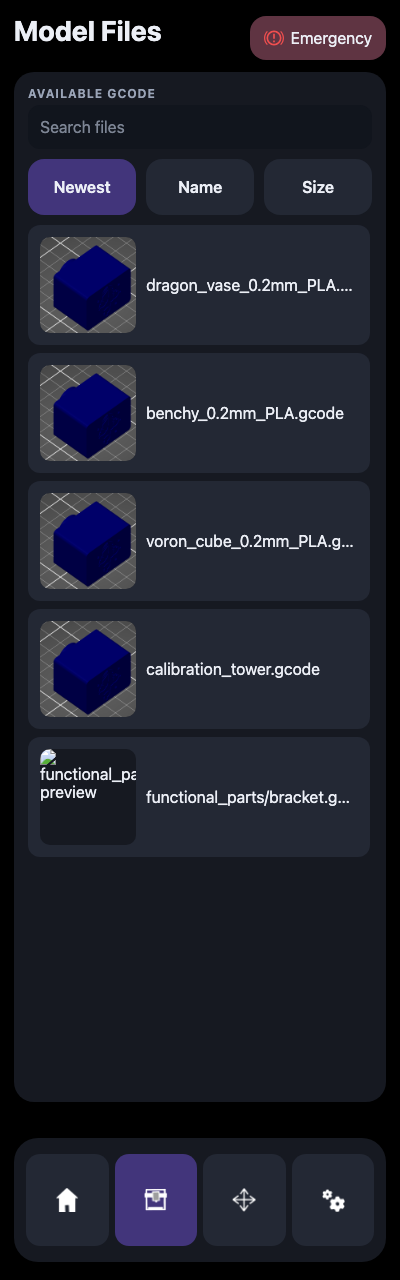 Model Files
Emergency
AVAILABLE GCODE
Search files
Newest
Name
Size
dragon_vase_0.2mm_PLA....
benchy_0.2mm_PLA.gcode
voron_cube_0.2mm_PLA.g...
calibration_tower.gcode
functional_pa
preview
functional_parts/bracket.g...